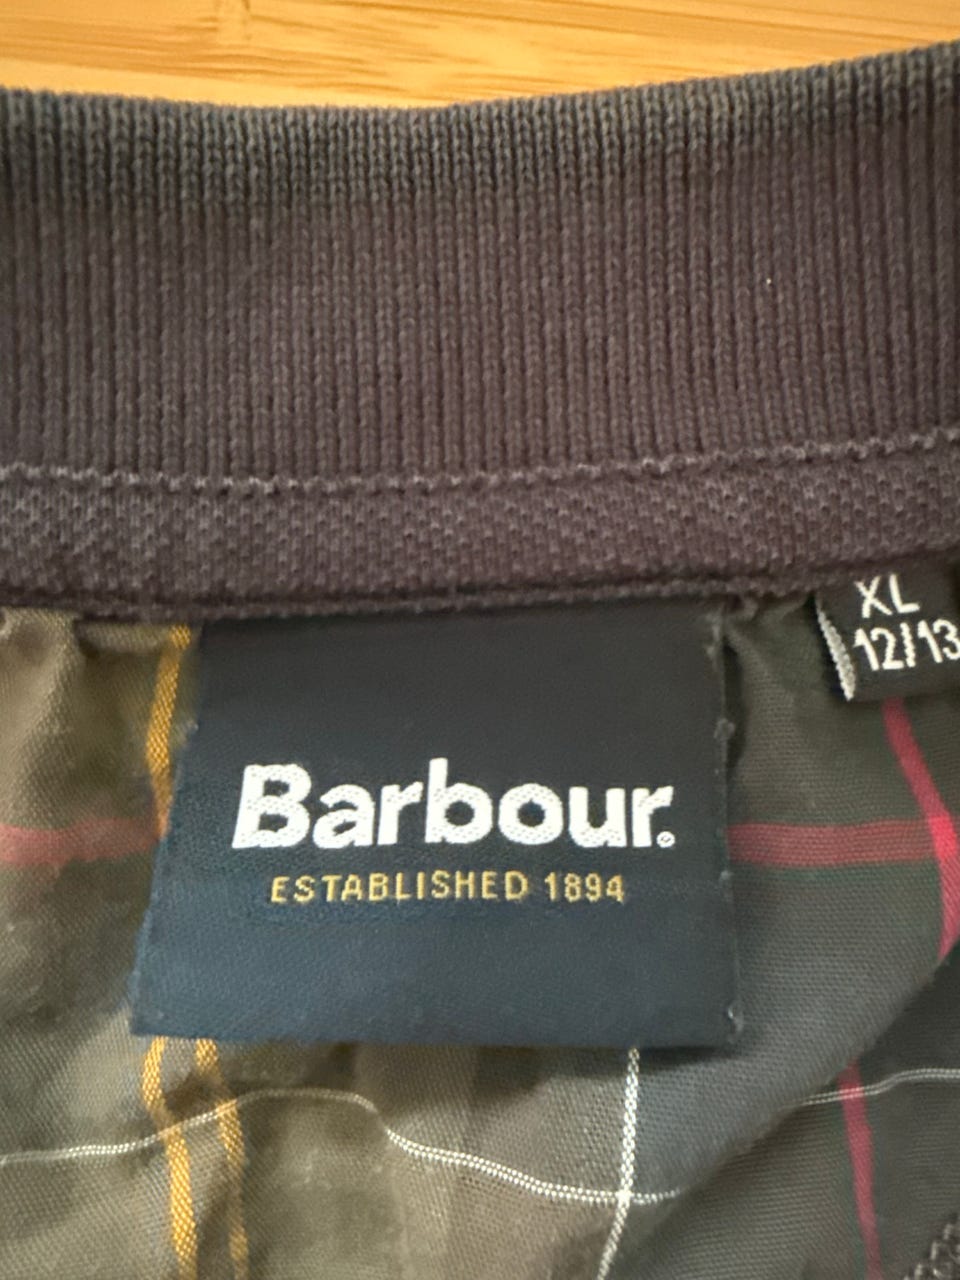 XL
12/13
Barbour.
ESTABLISHED 1894